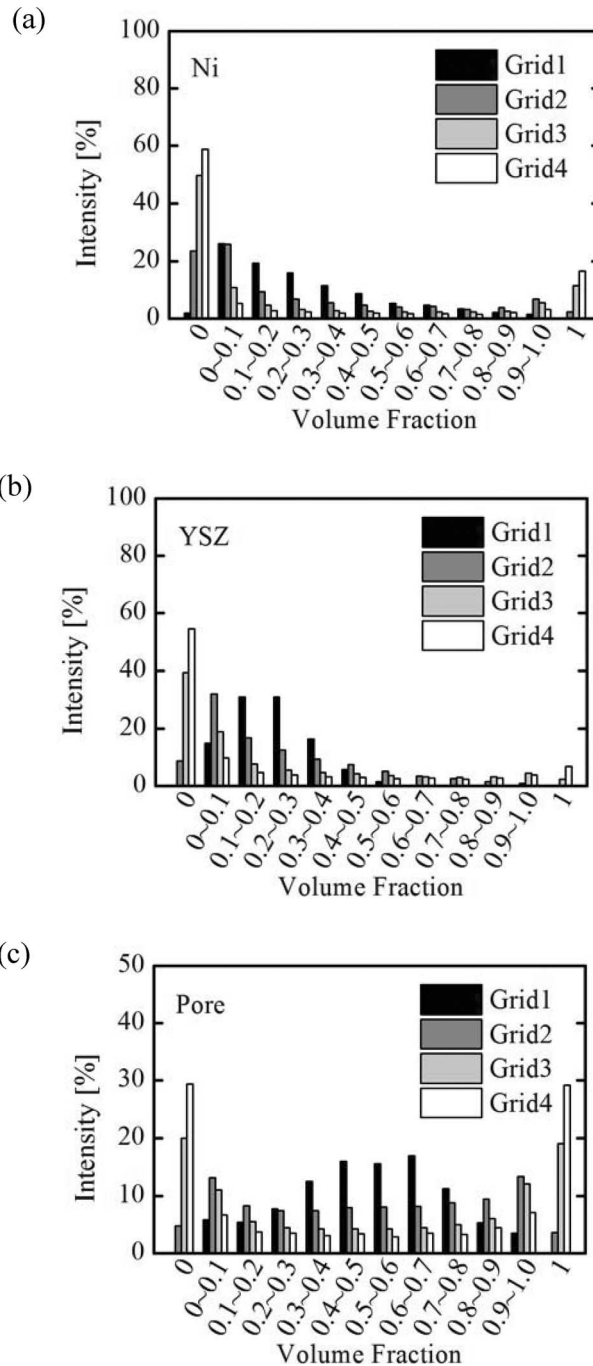 (a)
100
80
60
40
20
0
Intensity [%]
Ni
Grid1
Grid2
Grid3
Grid4
0
0~0.1
0.1~0.2
0.2~0.3
0.3~0.4
0.4~0.5
0.5~0.6
0.6~0.7
0.7~0.8
0.8~0.9
0.9~1.0
1
Volume Fraction
(b)
100
80
60
40
20
0
Intensity [%]
YSZ
Grid1
Grid2
Grid3
Grid4
0
0~0.1
0.1~0.2
0.2~0.3
0.3~0.4
0.4~0.5
0.5~0.6
0.6~0.7
0.7~0.8
0.8~0.9
0.9~1.0
1
Volume Fraction
(c)
50
40
30
20
10
0
Intensity [%]
Pore
Grid1
Grid2
Grid3
Grid4
0
0~0.1
0.1~0.2
0.2~0.3
0.3~0.4
0.4~0.5
0.5~0.6
0.6~0.7
0.7~0.8
0.8~0.9
0.9~1.0
1
Volume Fraction